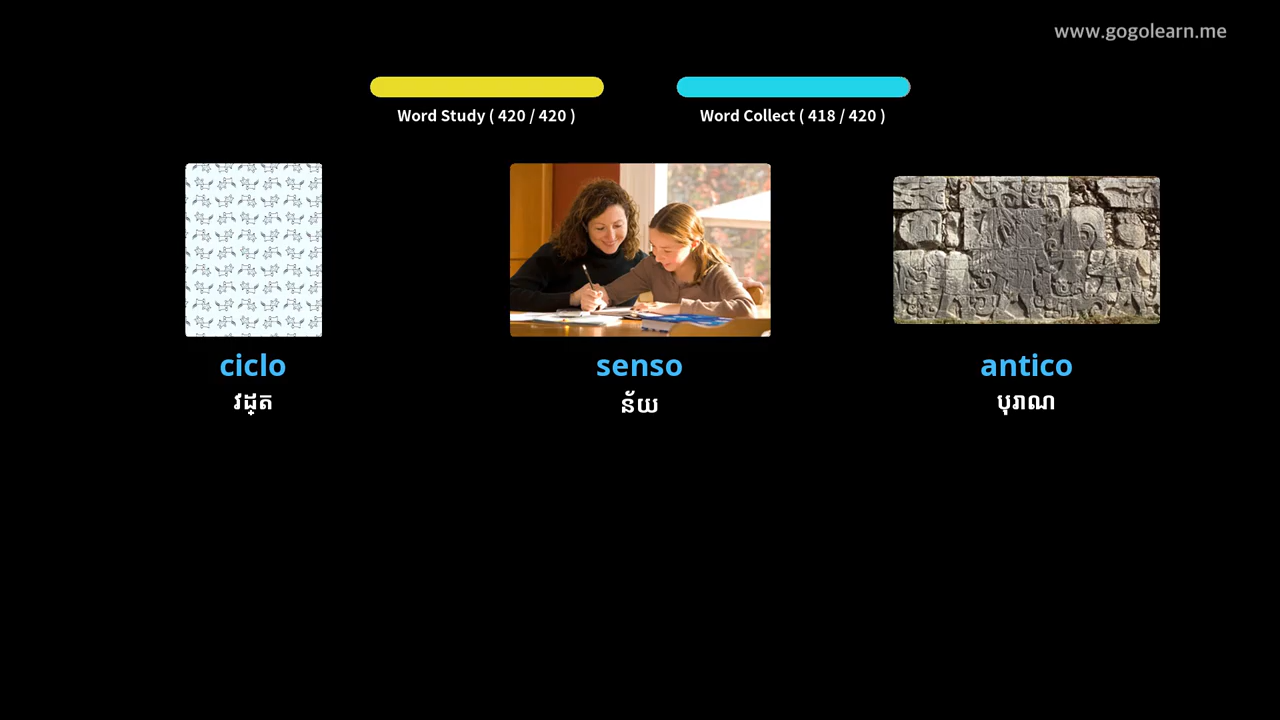 www.gogolearn.me
Word Study ( 420 / 420 )
Word Collect ( 418 / 420 )
ciclo
វដ្ត
senso
ន័យ
antico
បុរាណ